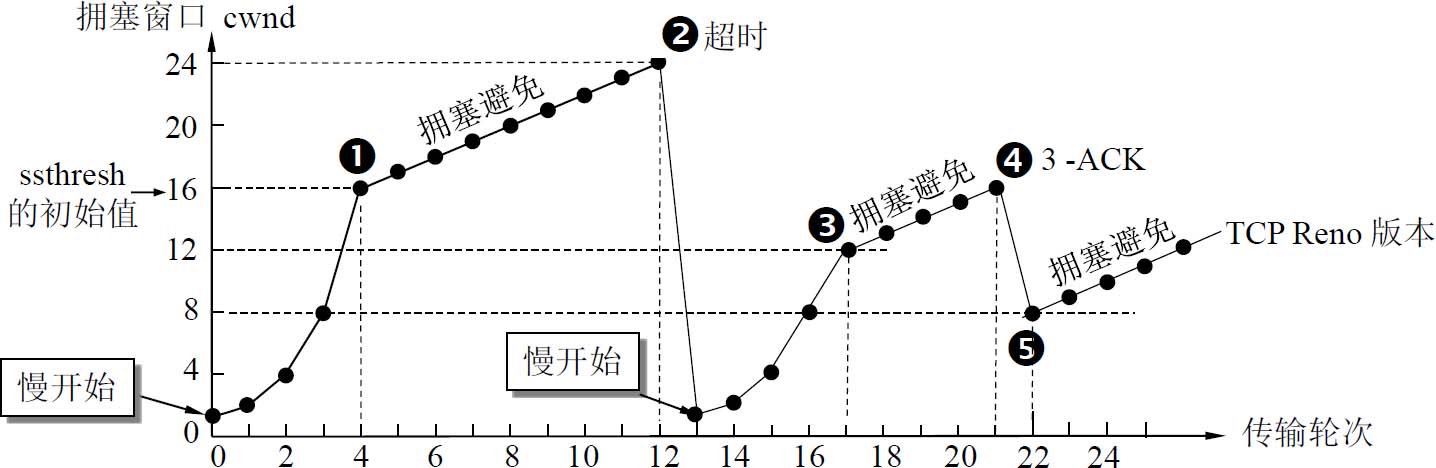 拥塞窗口 cwnd
❷超时
24
拥塞避免
20
❶
❹ 3 -ACK
ssthresh
的初始值
16
❸
拥塞避免
TCP Reno 版本
12
拥塞避免
8
❺
慢开始
4
慢开始
0
0 2 4 6 8 10 12 14 16 18 20 22 24
传输轮次